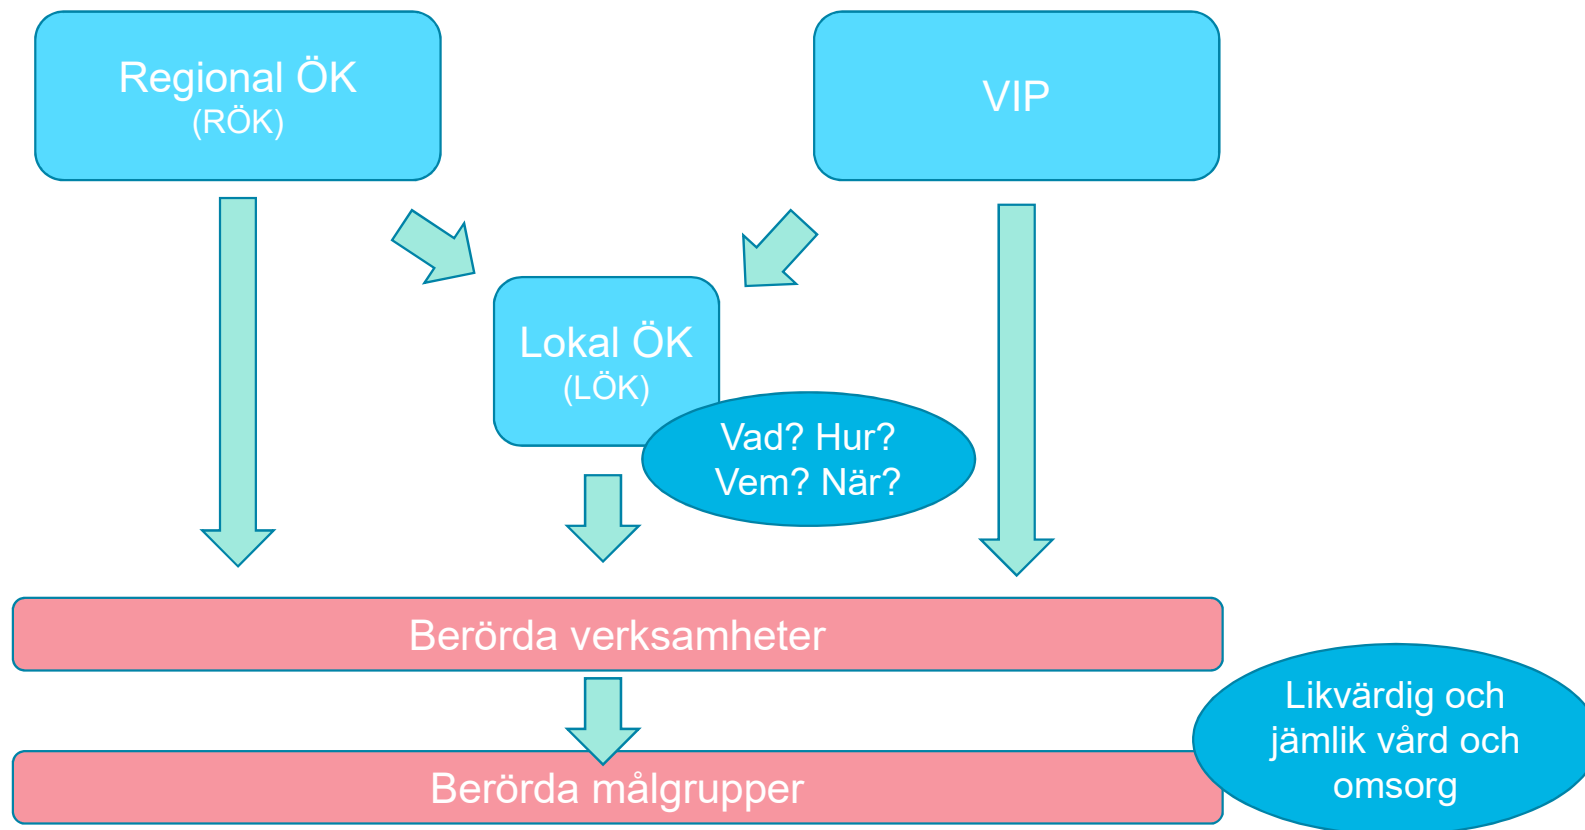 Regional ÖK
(RÖK)
VIP
Lokal ÖK
(LÖK)
Vad? Hur?
Vem? När?
Berörda verksamheter
Likvärdig och
jämlik vård och
omsorg
Berörda målgrupper